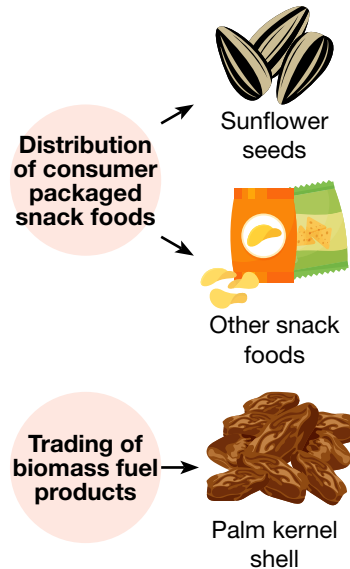 Distribution
of consumer
packaged
snack foods
Sunflower
seeds
Other snack
foods
Trading of
biomass fuel
products
Palm kernel
shell